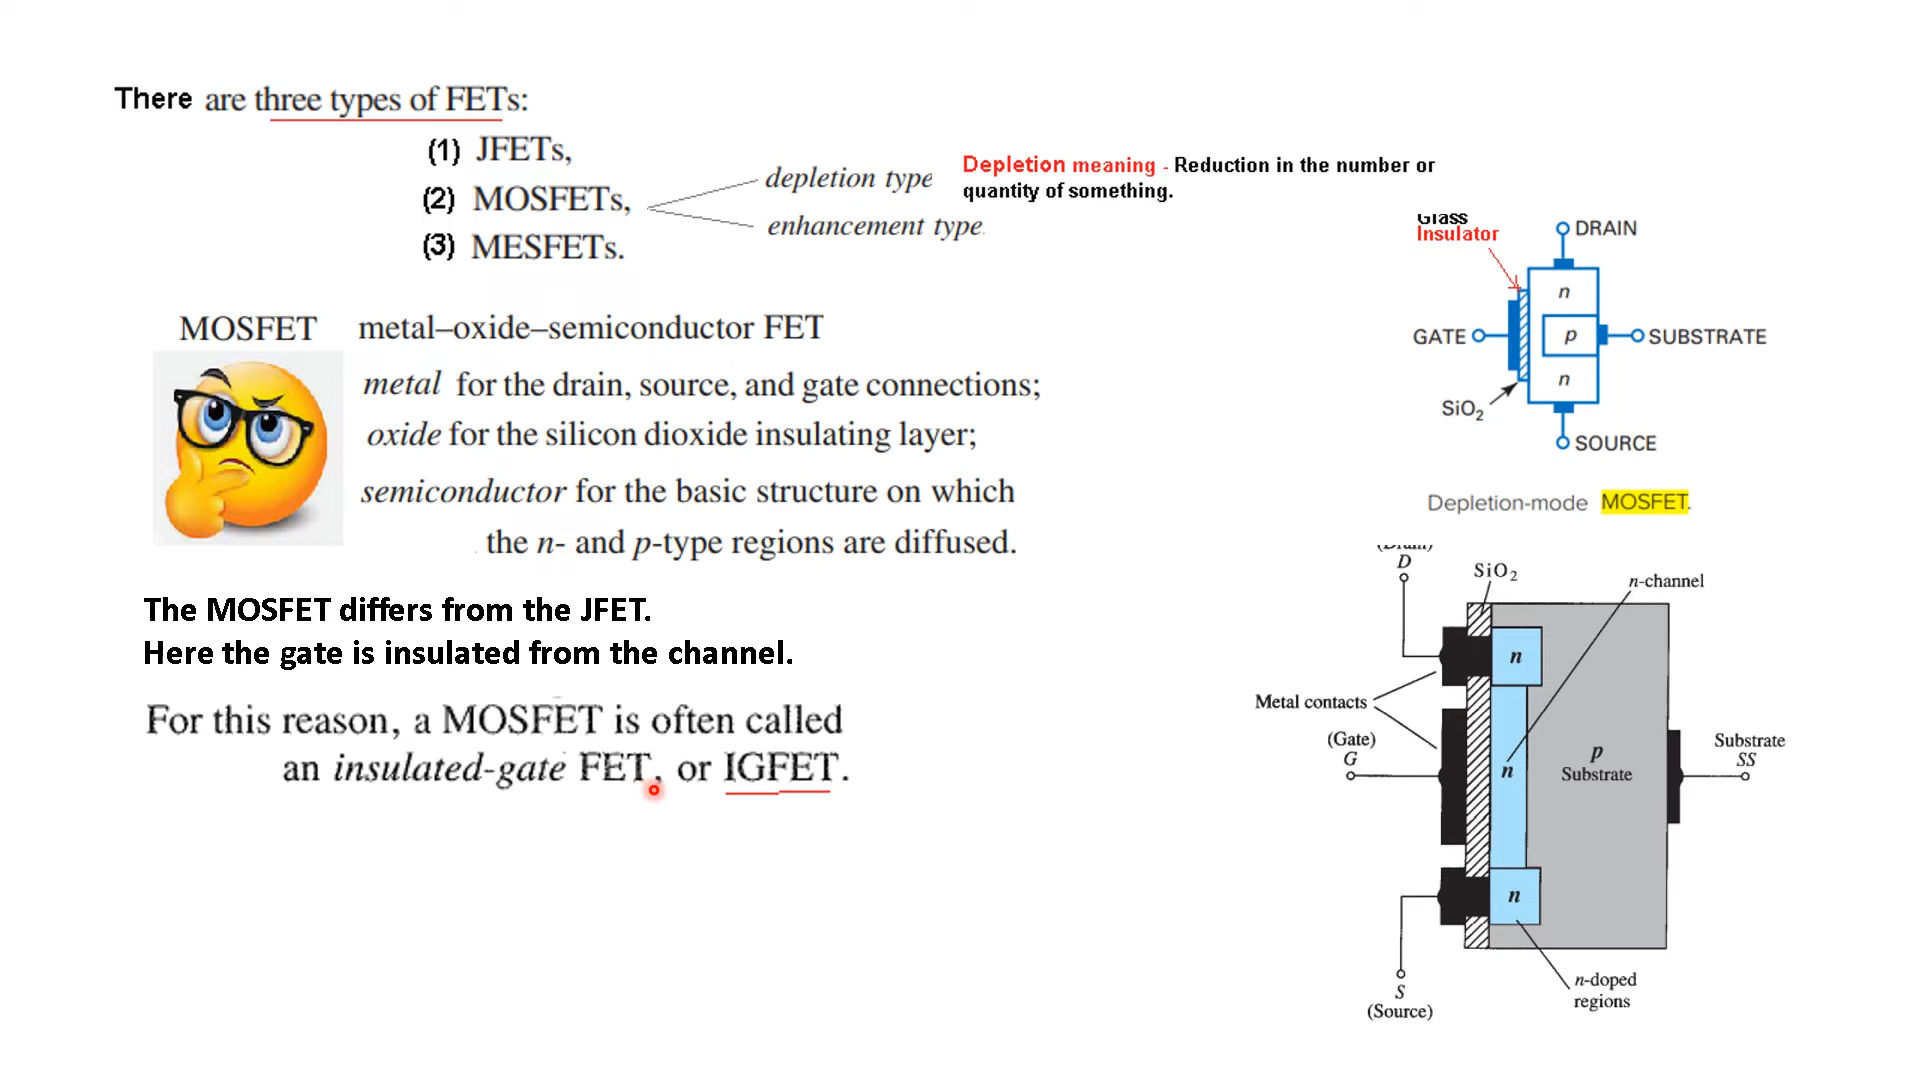 There are three types of FETs:
(1) JFETs,
(2) MOSFETs,
(3) MESFETs.
depletion type
enhancement type
Depletion meaning - Reduction in the number or
quantity of something.
MOSFET metal–oxide–semiconductor FET
metal for the drain, source, and gate connections;
oxide for the silicon dioxide insulating layer;
semiconductor for the basic structure on which
the n- and p-type regions are diffused.
The MOSFET differs from the JFET.
Here the gate is insulated from the channel.
For this reason, a MOSFET is often called
an insulated-gate FET, or IGFET.
Glass
Insulator
DRAIN
n
GATE
p
SUBSTRATE
n
SiO2
SOURCE
Depletion-mode MOSFET.
(Drain)
D
SiO2
n-channel
n
Metal contacts
(Gate)
G
n
p
Substrate
Substrate
SS
n
S
(Source)
n-doped
regions